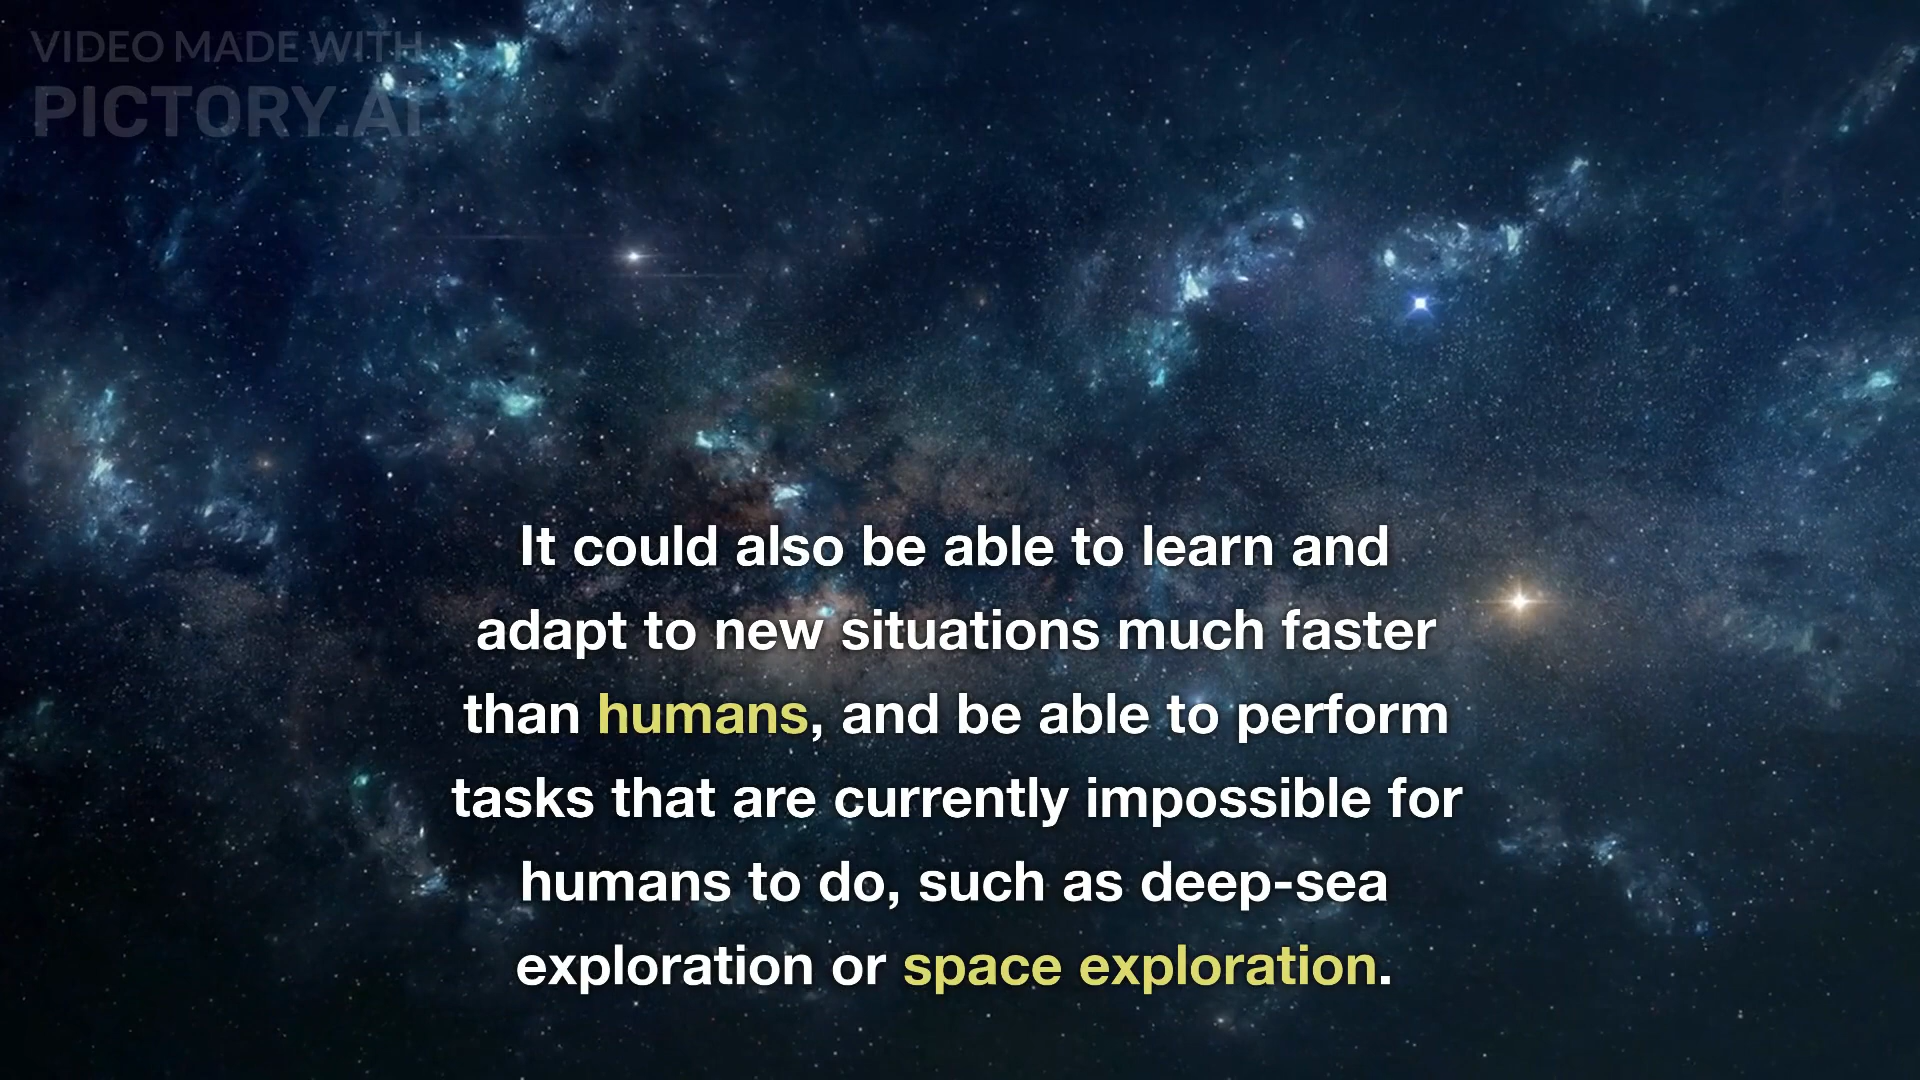 VIDEO MADE WITH
PICTORY.AI
It could also be able to learn and
adapt to new situations much faster
than humans, and be able to perform
tasks that are currently impossible for
humans to do, such as deep-sea
exploration or space exploration.